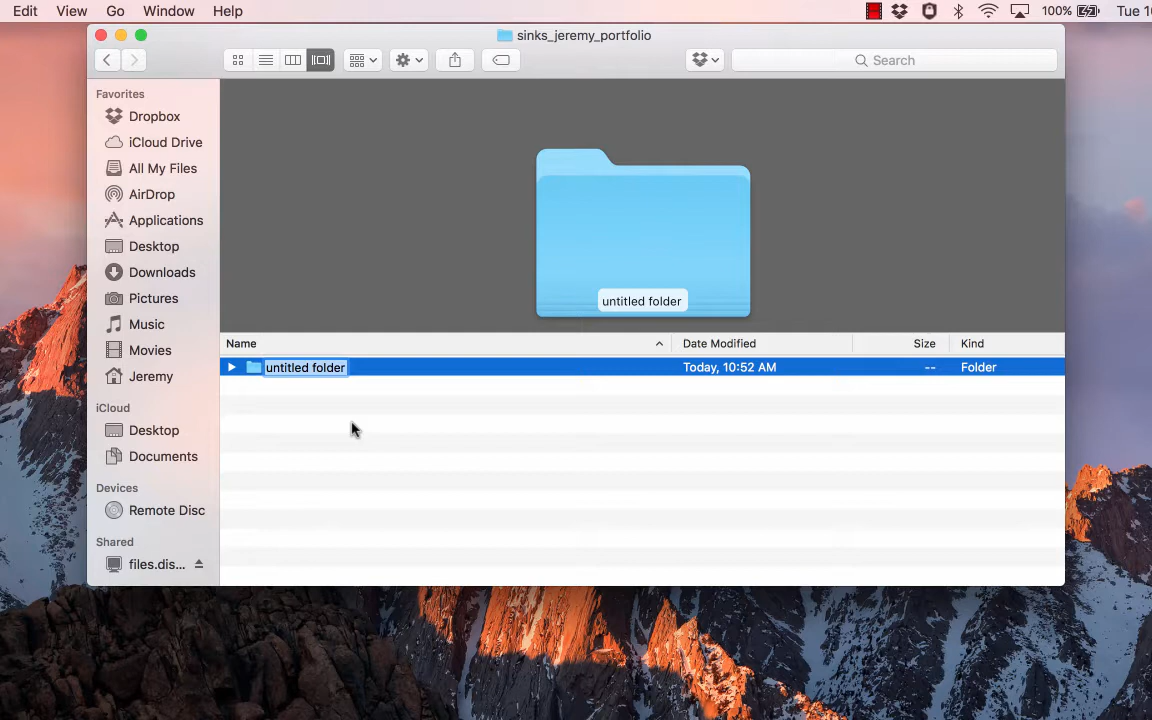 Edit View Go Window Help 100% Tue 10
sinks_jeremy_portfolio
Search
Favorites
Dropbox
iCloud Drive
All My Files
AirDrop
Applications
Desktop
Downloads
Pictures
Music
Movies
Jeremy
iCloud
Desktop
Documents
Devices
Remote Disc
Shared
files.dis...
untitled folder
Name Date Modified Size Kind
untitled folder Today, 10:52 AM -- Folder